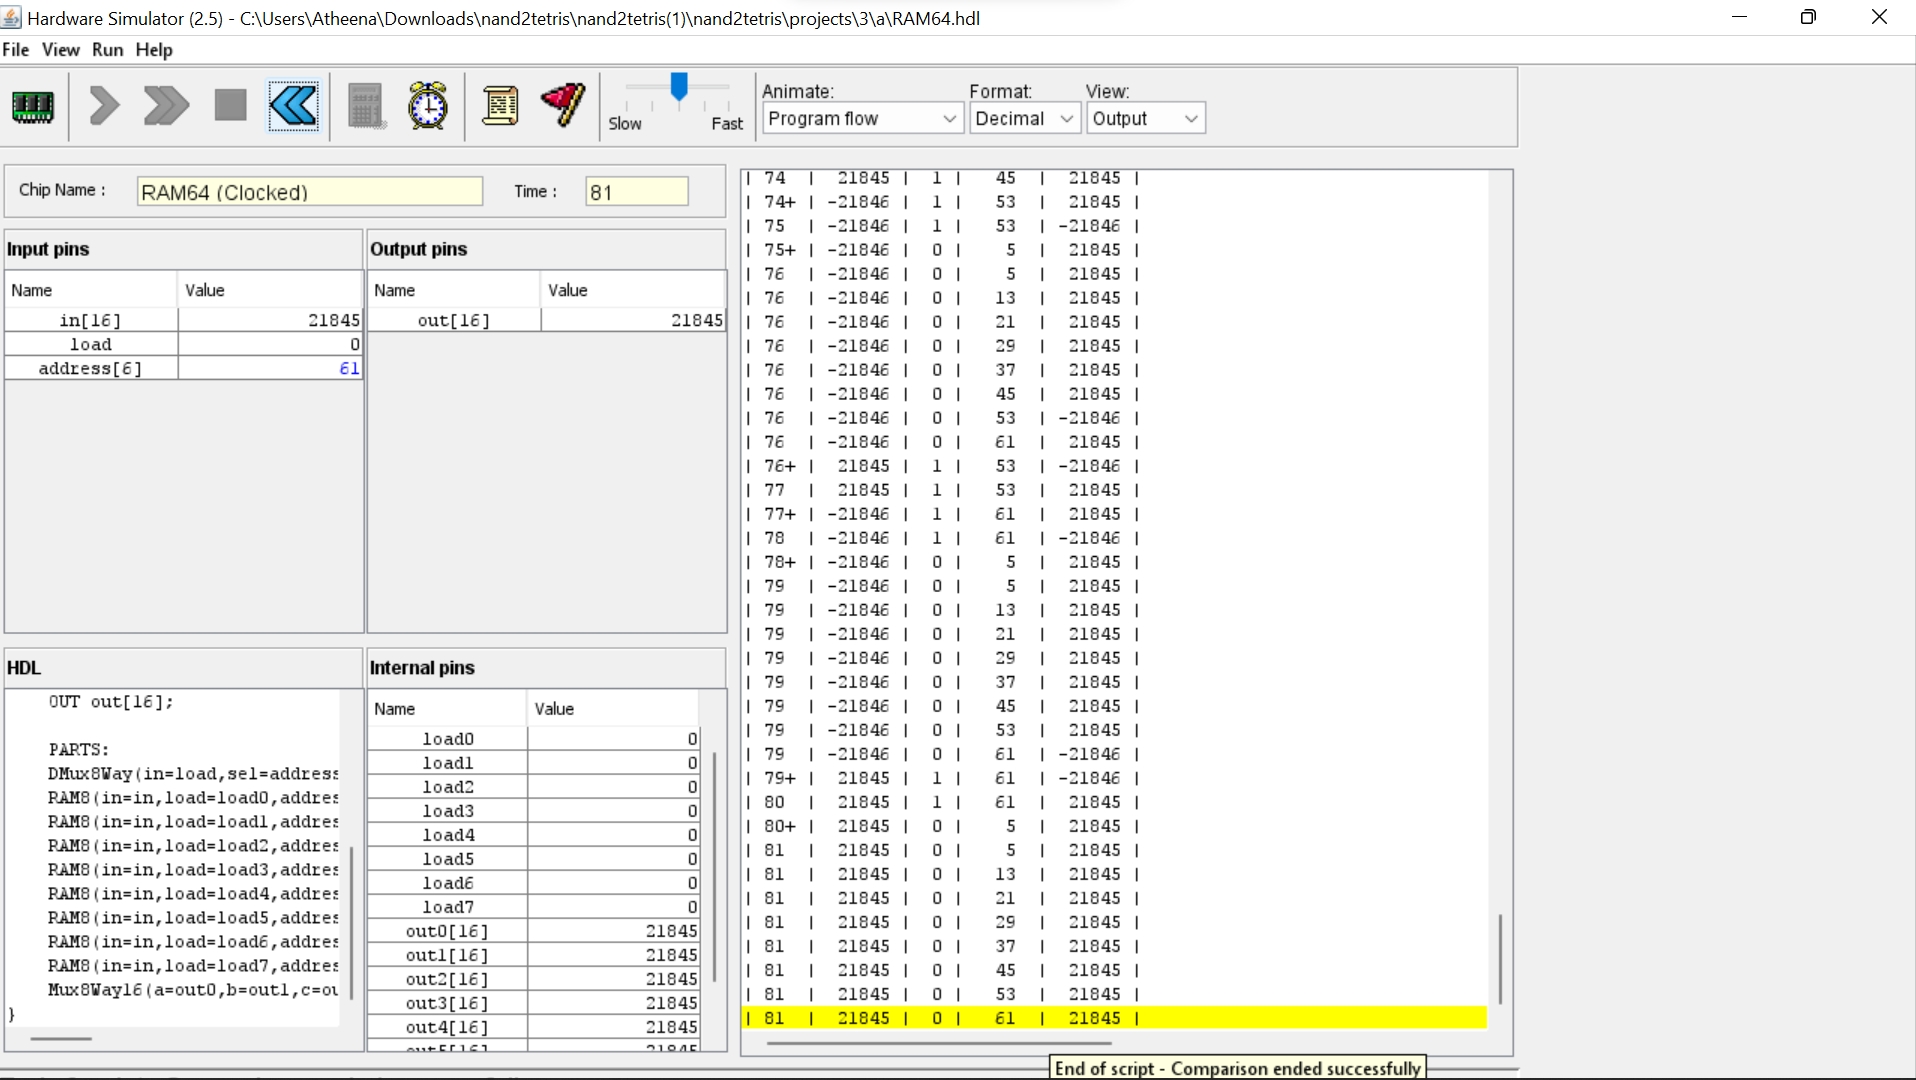 Hardware Simulator (2.5) - C:\Users\Atheena\Downloads\nand2tetris\nand2tetris(1)\nand2tetris\projects\3\a\RAM64.hdl
File View Run Help
Slow Fast
Animate: Format: View:
Program flow Decimal Output
Chip Name : RAM64 (Clocked) Time : 81
Input pins
Name Value
in[16] 21845
load 0
address[6] 61
Output pins
Name Value
out[16] 21845
HDL
OUT out[16];
PARTS:
DMux8Way(in=load,sel=address
RAM8(in=in,load=load0,addres
RAM8(in=in,load=load1,addres
RAM8(in=in,load=load2,addres
RAM8(in=in,load=load3,addres
RAM8(in=in,load=load4,addres
RAM8(in=in,load=load5,addres
RAM8(in=in,load=load6,addres
RAM8(in=in,load=load7,addres
Mux8Way16(a=out0,b=out1,c=ou
}
Internal pins
Name Value
load0 0
load1 0
load2 0
load3 0
load4 0
load5 0
load6 0
load7 0
out0[16] 21845
out1[16] 21845
out2[16] 21845
out3[16] 21845
out4[16] 21845
| 74 | 21845 | 1 | 45 | 21845 |
| 74+ | -21846 | 1 | 53 | 21845 |
| 75 | -21846 | 1 | 53 | -21846 |
| 75+ | -21846 | 0 | 5 | 21845 |
| 76 | -21846 | 0 | 5 | 21845 |
| 76 | -21846 | 0 | 13 | 21845 |
| 76 | -21846 | 0 | 21 | 21845 |
| 76 | -21846 | 0 | 29 | 21845 |
| 76 | -21846 | 0 | 37 | 21845 |
| 76 | -21846 | 0 | 45 | 21845 |
| 76 | -21846 | 0 | 53 | -21846 |
| 76 | -21846 | 0 | 61 | 21845 |
| 76+ | 21845 | 1 | 53 | -21846 |
| 77 | 21845 | 1 | 53 | 21845 |
| 77+ | -21846 | 1 | 61 | 21845 |
| 78 | -21846 | 1 | 61 | -21846 |
| 78+ | -21846 | 0 | 5 | 21845 |
| 79 | -21846 | 0 | 5 | 21845 |
| 79 | -21846 | 0 | 13 | 21845 |
| 79 | -21846 | 0 | 21 | 21845 |
| 79 | -21846 | 0 | 29 | 21845 |
| 79 | -21846 | 0 | 37 | 21845 |
| 79 | -21846 | 0 | 45 | 21845 |
| 79 | -21846 | 0 | 53 | 21845 |
| 79 | -21846 | 0 | 61 | -21846 |
| 79+ | 21845 | 1 | 61 | -21846 |
| 80 | 21845 | 1 | 61 | 21845 |
| 80+ | 21845 | 0 | 5 | 21845 |
| 81 | 21845 | 0 | 5 | 21845 |
| 81 | 21845 | 0 | 13 | 21845 |
| 81 | 21845 | 0 | 21 | 21845 |
| 81 | 21845 | 0 | 29 | 21845 |
| 81 | 21845 | 0 | 37 | 21845 |
| 81 | 21845 | 0 | 45 | 21845 |
| 81 | 21845 | 0 | 53 | 21845 |
| 81 | 21845 | 0 | 61 | 21845 |
End of script - Comparison ended successfully